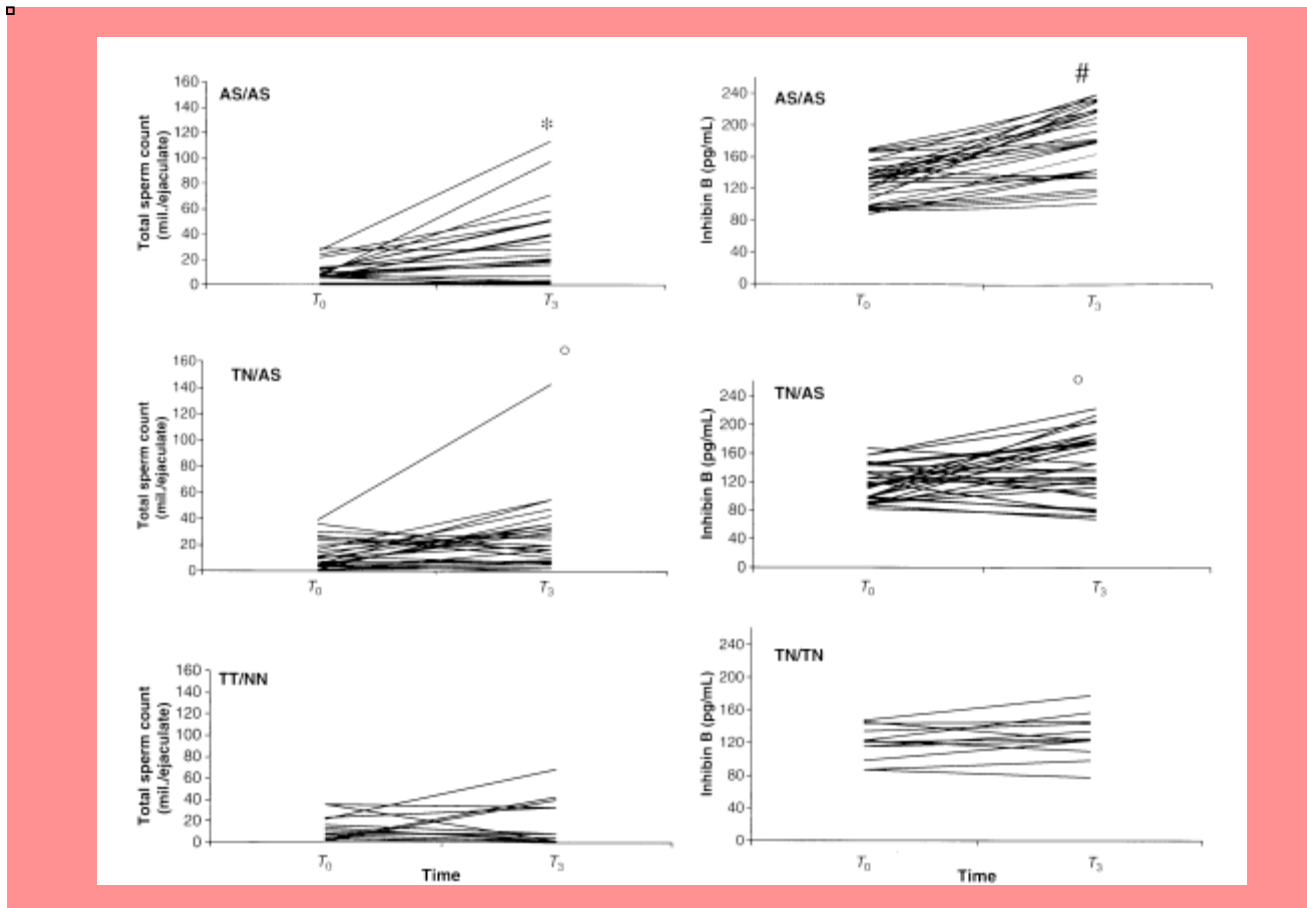 AS/AS
*
Total sperm count
(mil./ejaculate)
160
140
120
100
80
60
40
20
0
T0
T3
#
AS/AS
Inhibin B (pg/mL)
240
200
160
120
80
40
0
T0
T3
TN/AS
○
Total sperm count
(mil./ejaculate)
160
140
120
100
80
60
40
20
0
T0
T3
○
TN/AS
Inhibin B (pg/mL)
240
200
160
120
80
40
0
T0
T3
TT/NN
Total sperm count
(mil./ejaculate)
160
140
120
100
80
60
40
20
0
T0
T3
Time
TN/TN
Inhibin B (pg/mL)
240
200
160
120
80
40
0
T0
T3
Time